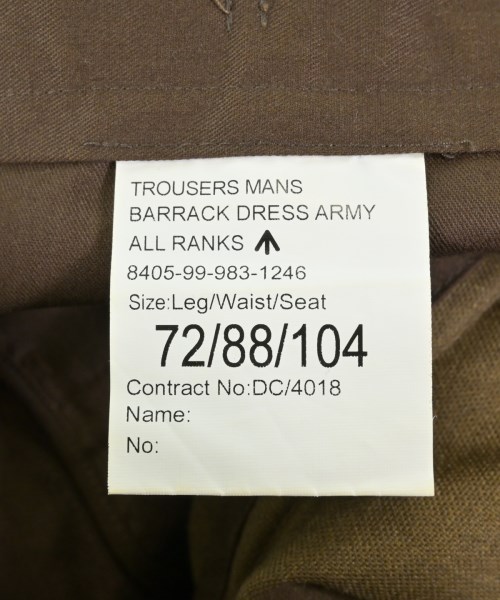 TROUSERS MANS
BARRACK DRESS ARMY
ALL RANKS
8405-99-983-1246
Size:Leg/Waist/Seat
72/88/104
Contract No:DC/4018
Name:
No: